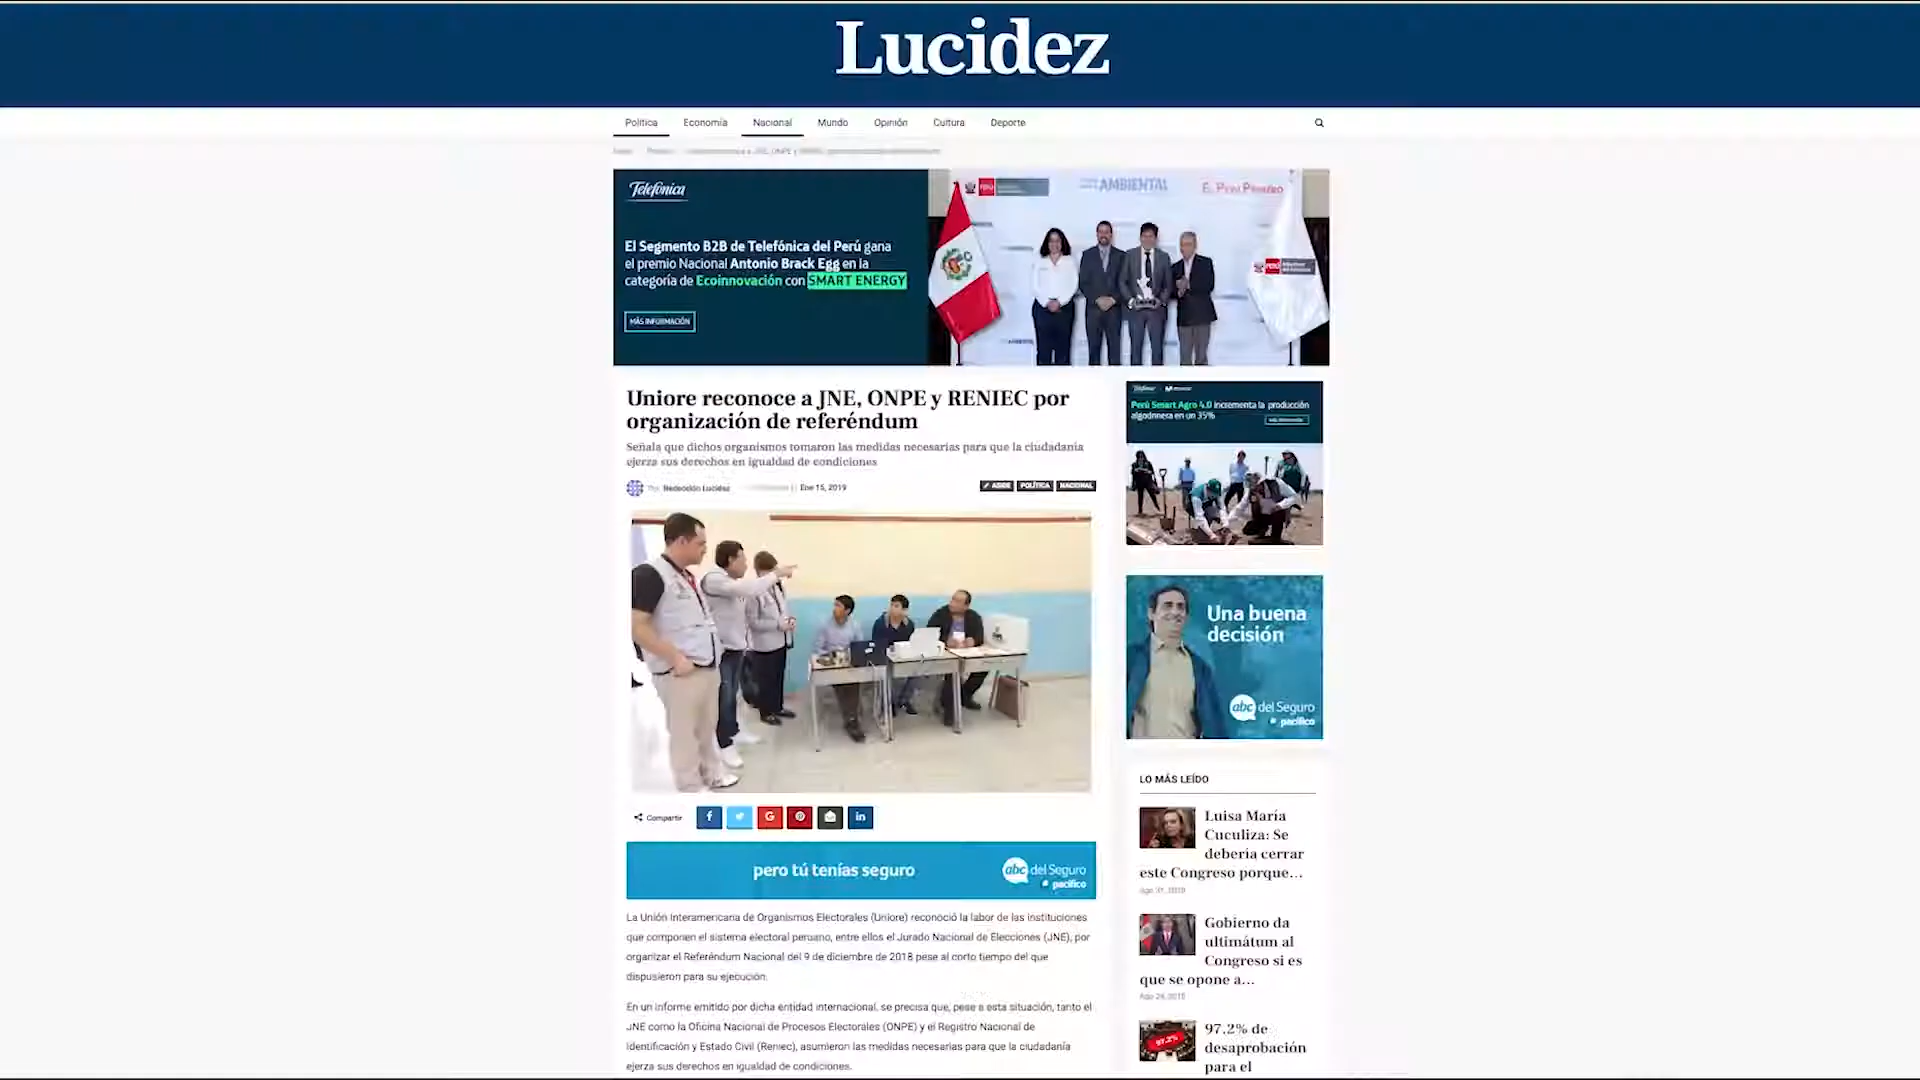 Lucidez
Política Economía Nacional Mundo Opinión Cultura Deporte
Telefónica
El Segmento B2B de Telefónica del Perú gana
el premio Nacional Antonio Brack Egg en la
categoría de Ecoinnovación con SMART ENERGY
MÁS INFORMACIÓN
PERÚ
AMBIENTAL
El Perú Primero
Uniore reconoce a JNE, ONPE y RENIEC por
organización de referéndum
Señala que dichos organismos tomaron las medidas necesarias para que la ciudadanía
ejerza sus derechos en igualdad de condiciones
Por Redacción Lucidez
Ene 15, 2019
ASIDE POLÍTICA NACIONAL
Compartir
pero tú tenías seguro
abc del Seguro
pacífico
La Unión Interamericana de Organismos Electorales (Uniore) reconoció la labor de las instituciones
que componen el sistema electoral peruano, entre ellos el Jurado Nacional de Elecciones (JNE), por
organizar el Referéndum Nacional del 9 de diciembre de 2018 pese al corto tiempo del que
dispusieron para su ejecución.
En un informe emitido por dicha entidad internacional, se precisa que, pese a esta situación, tanto el
JNE como la Oficina Nacional de Procesos Electorales (ONPE) y el Registro Nacional de
Identificación y Estado Civil (Reniec), asumieron las medidas necesarias para que la ciudadanía
ejerza sus derechos en igualdad de condiciones.
Telefónica movistar
Perú Smart Agro 4.0 incrementa la producción
algodonera en un 35%
Una buena
decisión
abc del Seguro
pacífico
LO MÁS LEÍDO
Luisa María
Cuculiza: Se
debería cerrar
este Congreso porque...
Gobierno da
ultimátum al
Congreso si es
que se opone a...
97.2%
97.2% de
desaprobación
para el